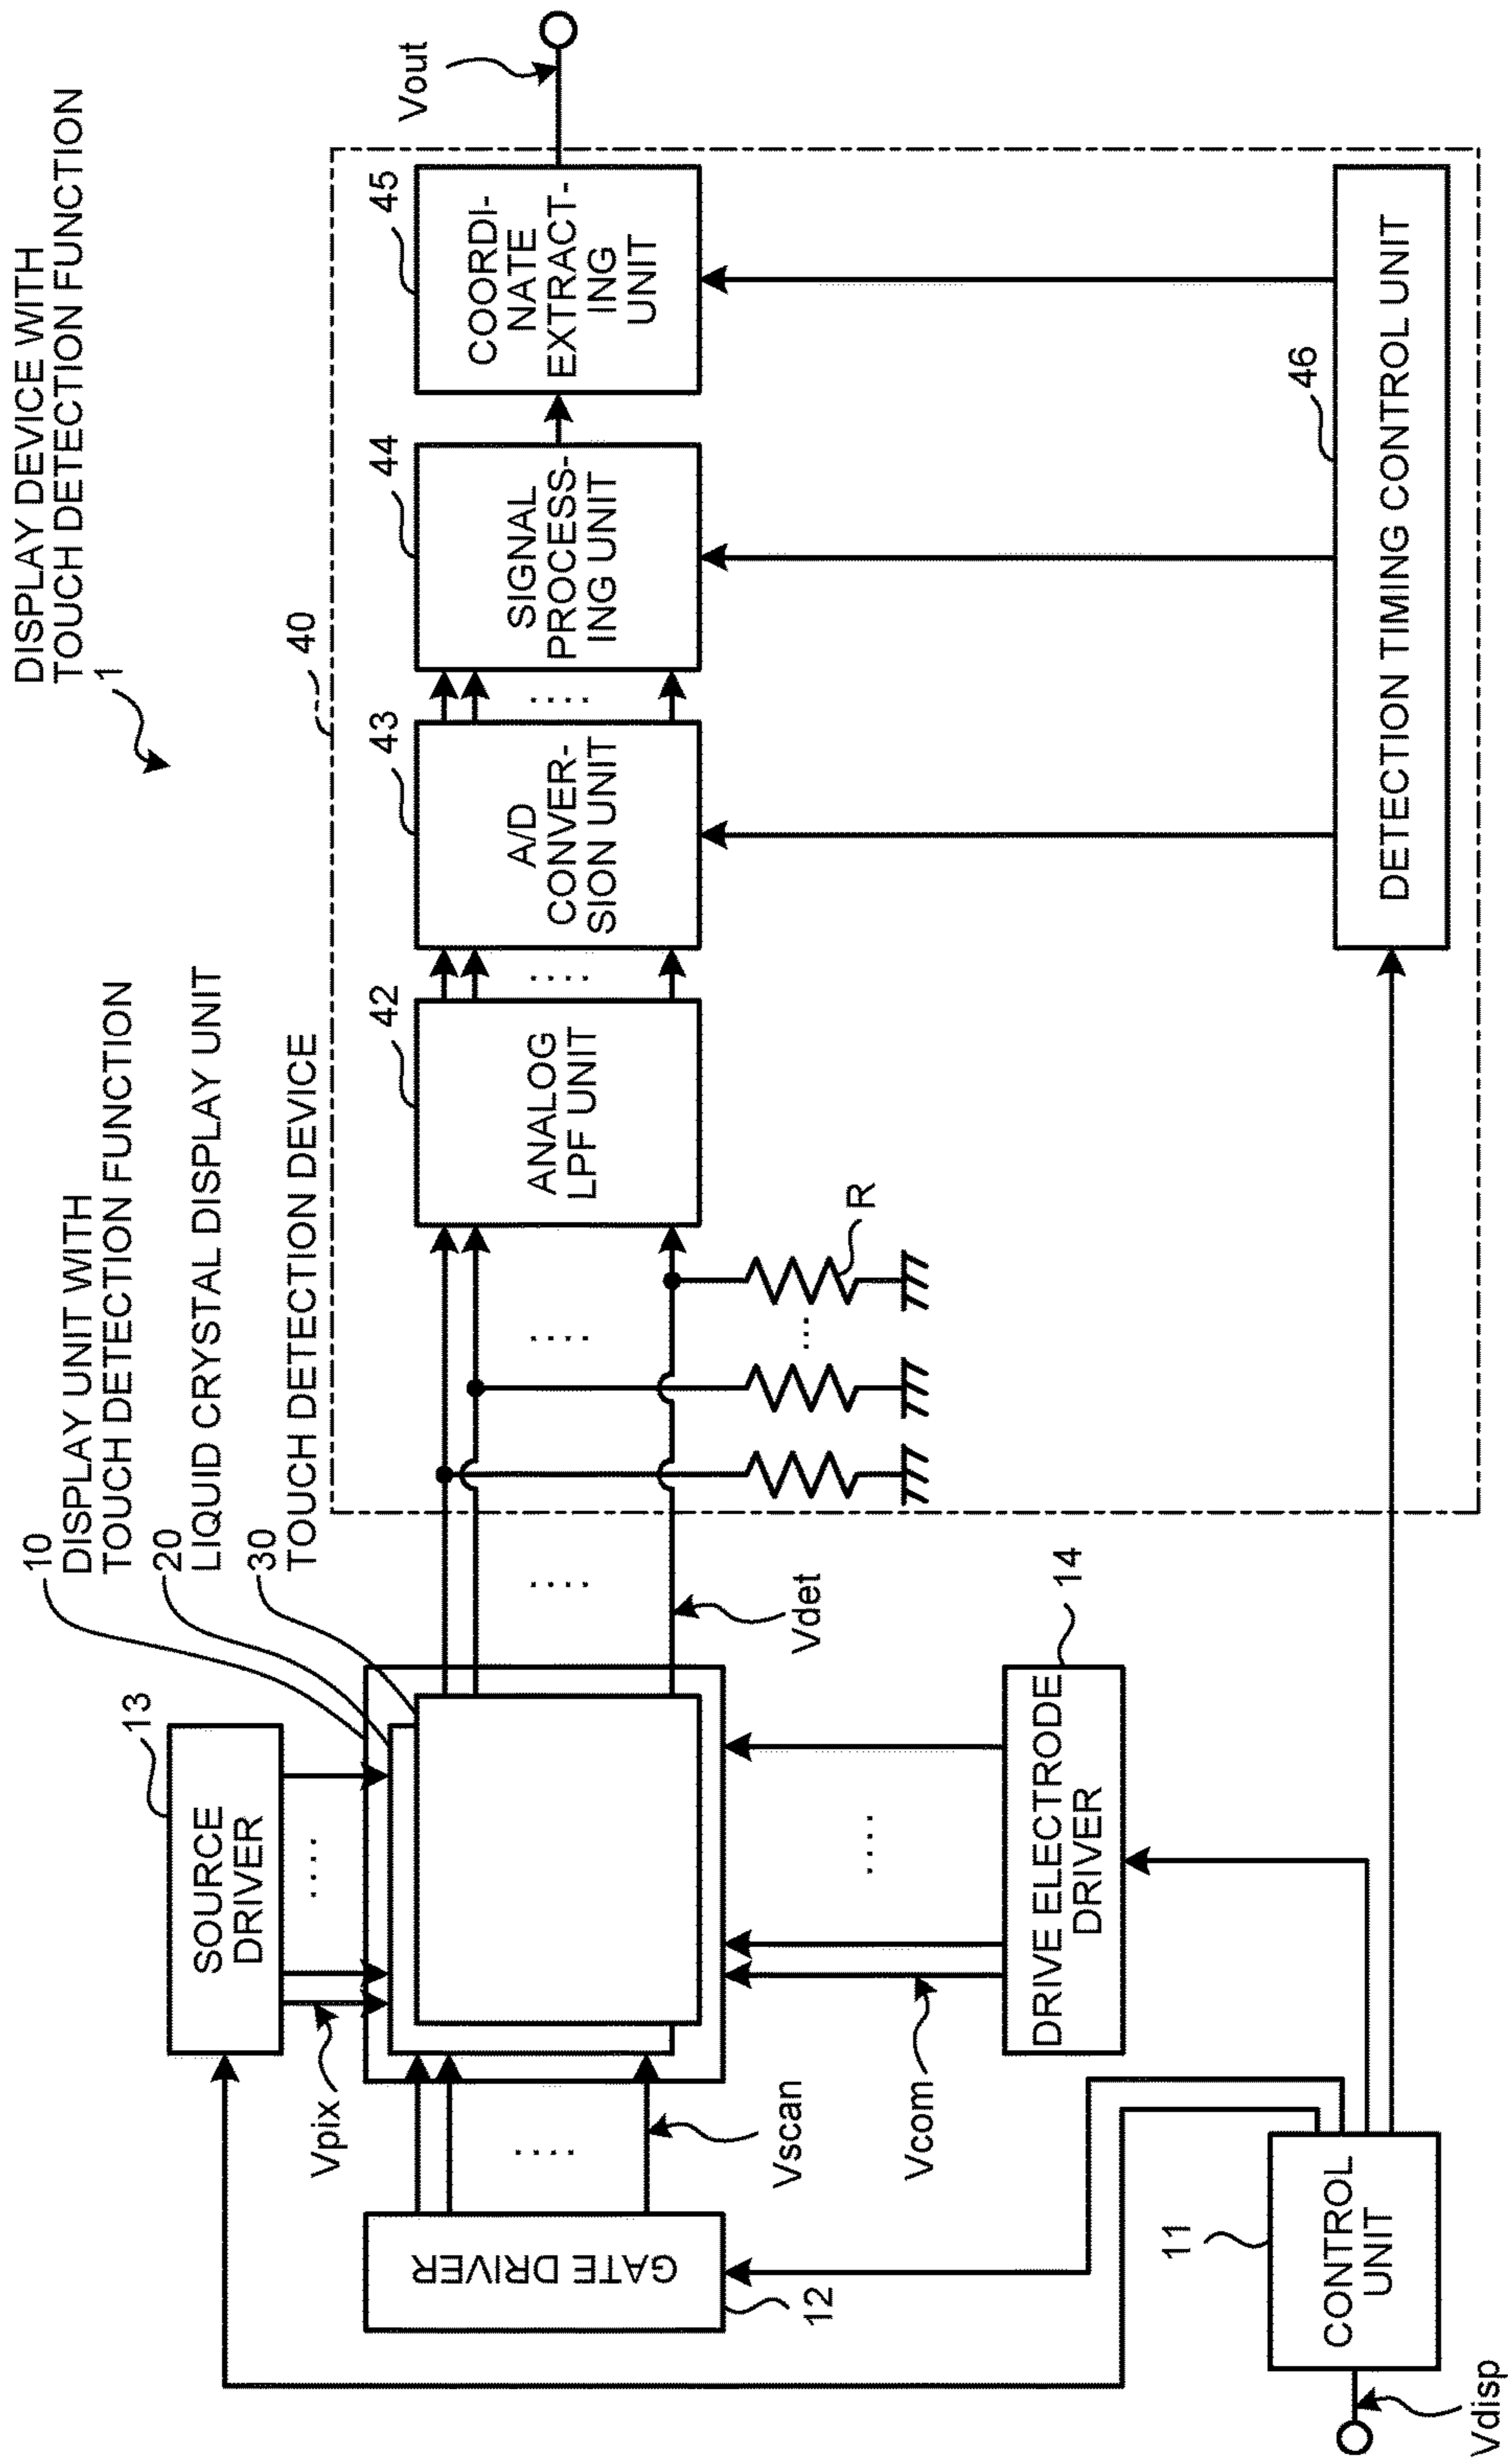 DISPLAY DEVICE WITH
TOUCH DETECTION FUNCTION
1
10
DISPLAY UNIT WITH
TOUCH DETECTION FUNCTION
20
LIQUID CRYSTAL DISPLAY UNIT
30
TOUCH DETECTION DEVICE
40
13
SOURCE
DRIVER
Vpix
GATE DRIVER
12
Vscan
Vdet
42
ANALOG
LPF UNIT
43
A/D
CONVER-
SION UNIT
44
SIGNAL
PROCESS-
ING UNIT
45
COORDI-
NATE
EXTRACT-
ING
UNIT
Vout
R
Vcom
14
DRIVE ELECTRODE
DRIVER
11
CONTROL
UNIT
Vdisp
46
DETECTION TIMING CONTROL UNIT